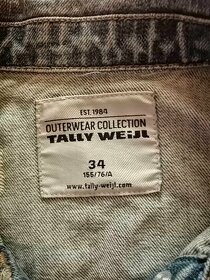 EST. 1984
OUTERWEAR COLLECTION
TALLY WEiJL
34
155/76/A
www.tally-weijl.com